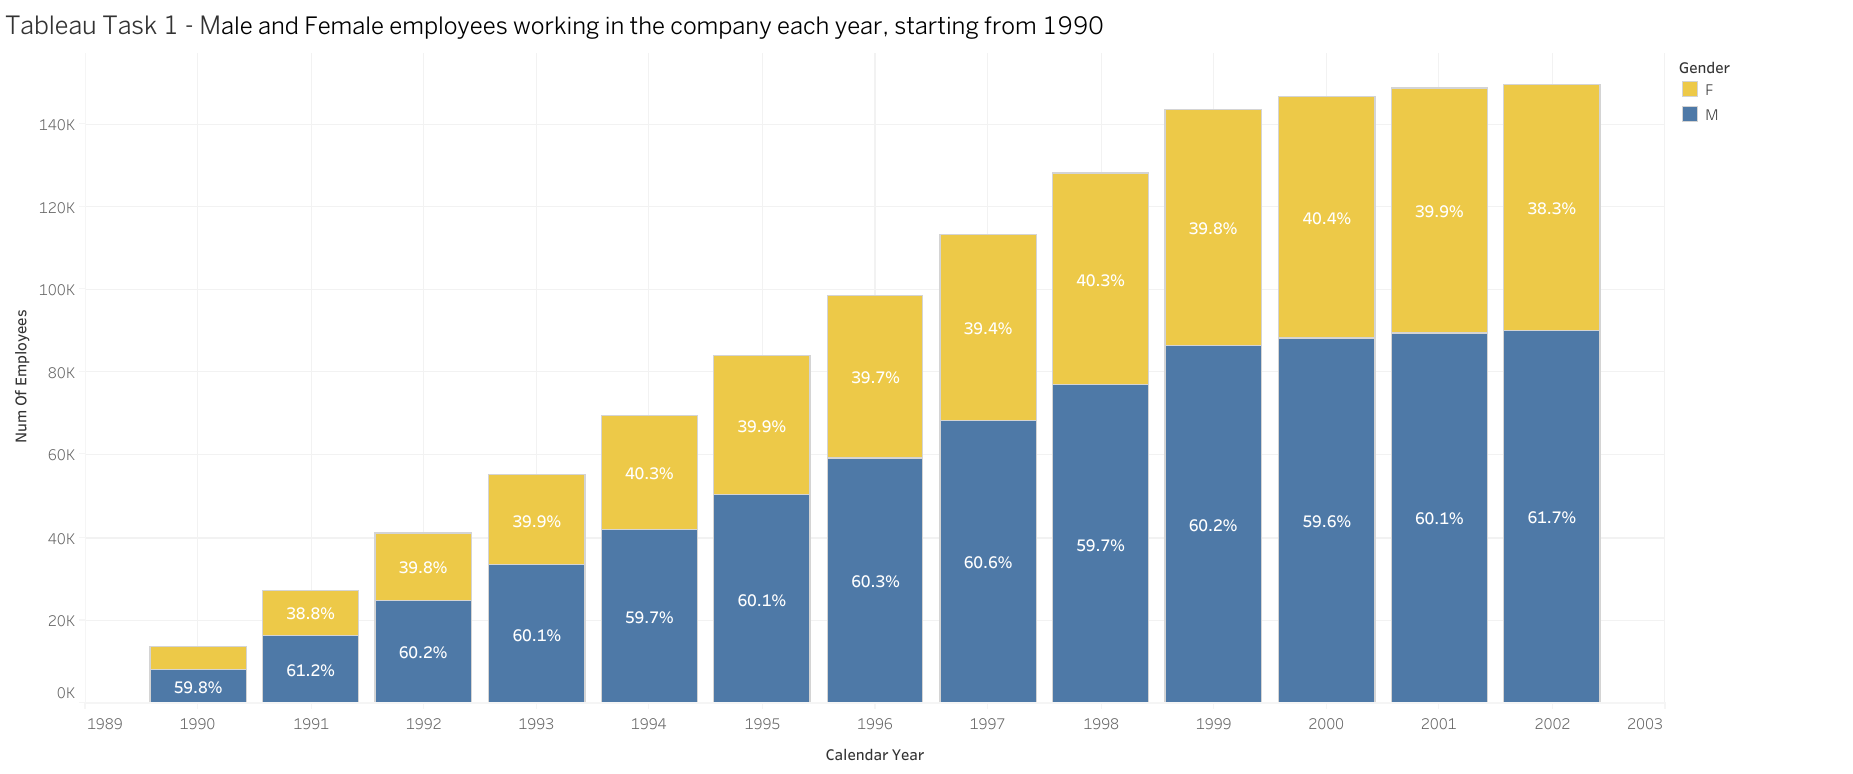 Tableau Task 1 - Male and Female employees working in the company each year, starting from 1990
Gender
F
M
Num Of Employees
140K
120K
100K
80K
60K
40K
20K
0K
59.8%
38.8%
61.2%
39.8%
60.2%
39.9%
60.1%
40.3%
59.7%
39.9%
60.1%
39.7%
60.3%
39.4%
60.6%
40.3%
59.7%
39.8%
60.2%
40.4%
59.6%
39.9%
60.1%
38.3%
61.7%
1989 1990 1991 1992 1993 1994 1995 1996 1997 1998 1999 2000 2001 2002 2003
Calendar Year